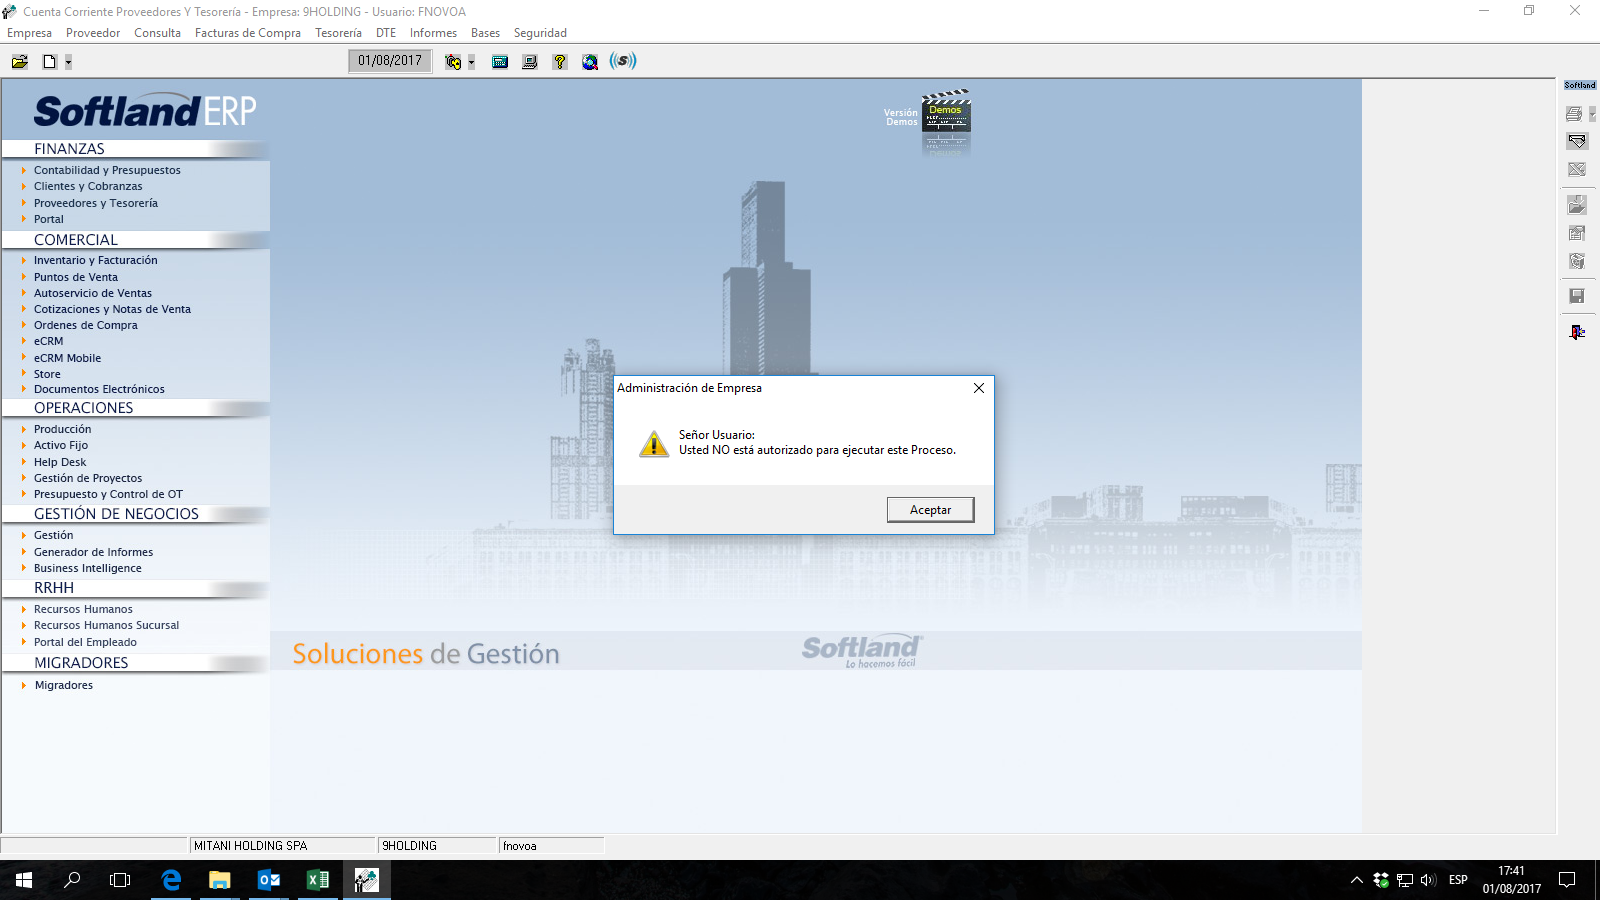 Cuenta Corriente Proveedores Y Tesorería - Empresa: 9HOLDING - Usuario: FNOVOA
Empresa Proveedor Consulta Facturas de Compra Tesorería DTE Informes Bases Seguridad
01/08/2017
Softland
Softland ERP
Versión
Demos
Demos
FINANZAS
Contabilidad y Presupuestos
Clientes y Cobranzas
Proveedores y Tesorería
Portal
COMERCIAL
Inventario y Facturación
Puntos de Venta
Autoservicio de Ventas
Cotizaciones y Notas de Venta
Ordenes de Compra
eCRM
eCRM Mobile
Store
Documentos Electrónicos
OPERACIONES
Producción
Activo Fijo
Help Desk
Gestión de Proyectos
Presupuesto y Control de OT
GESTIÓN DE NEGOCIOS
Gestión
Generador de Informes
Business Intelligence
RRHH
Recursos Humanos
Recursos Humanos Sucursal
Portal del Empleado
MIGRADORES
Migradores
Administración de Empresa
Señor Usuario:
Usted NO está autorizado para ejecutar este Proceso.
Aceptar
Soluciones de Gestión
Softland
Lo hacemos fácil
MITANI HOLDING SPA 9HOLDING fnovoa
ESP
17:41
01/08/2017